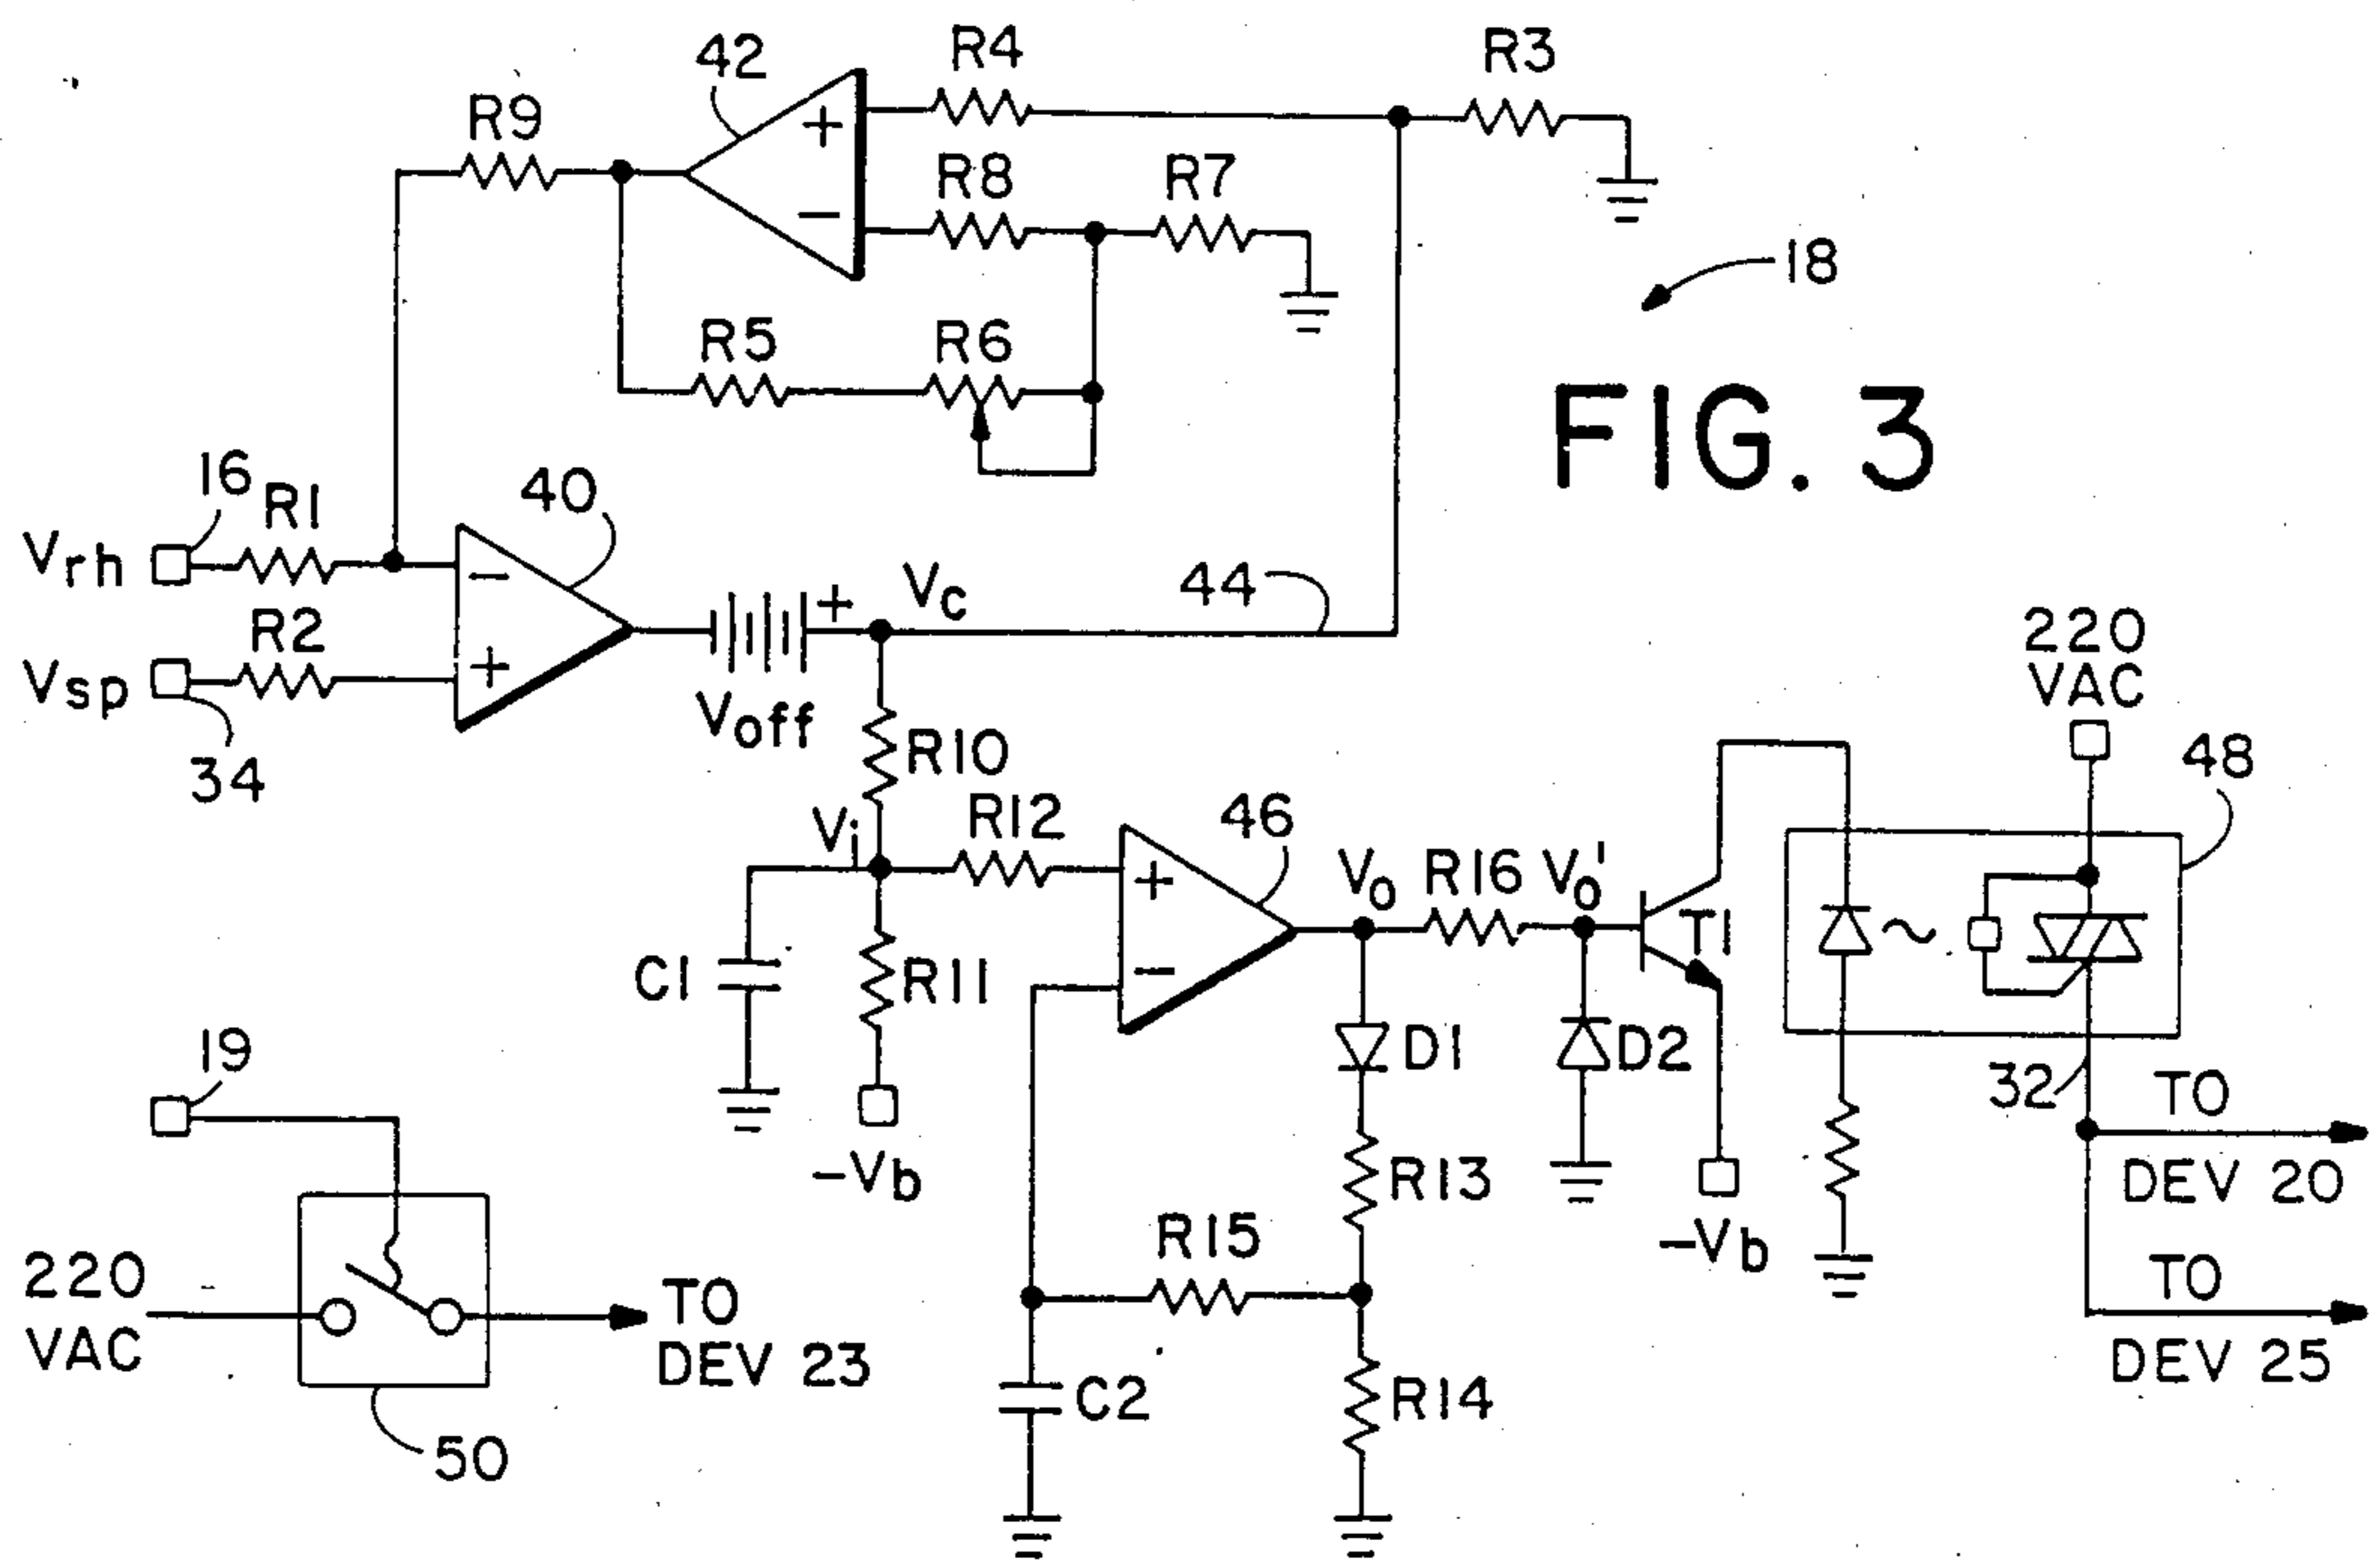 42
R4
R3
R9
+
R8
R7
−
18
R5
R6
FIG. 3
16
R1
40
Vrh
−
R2
+
Vc
44
Vsp
+
Voff
34
220
VAC
48
R10
Vi
R12
46
+
Vo
R16
Vo'
T1
~
−
C1
R11
D1
D2
19
−Vb
32
TO
DEV 20
R13
−Vb
R15
220
VAC
TO
DEV 23
TO
DEV 25
C2
R14
50